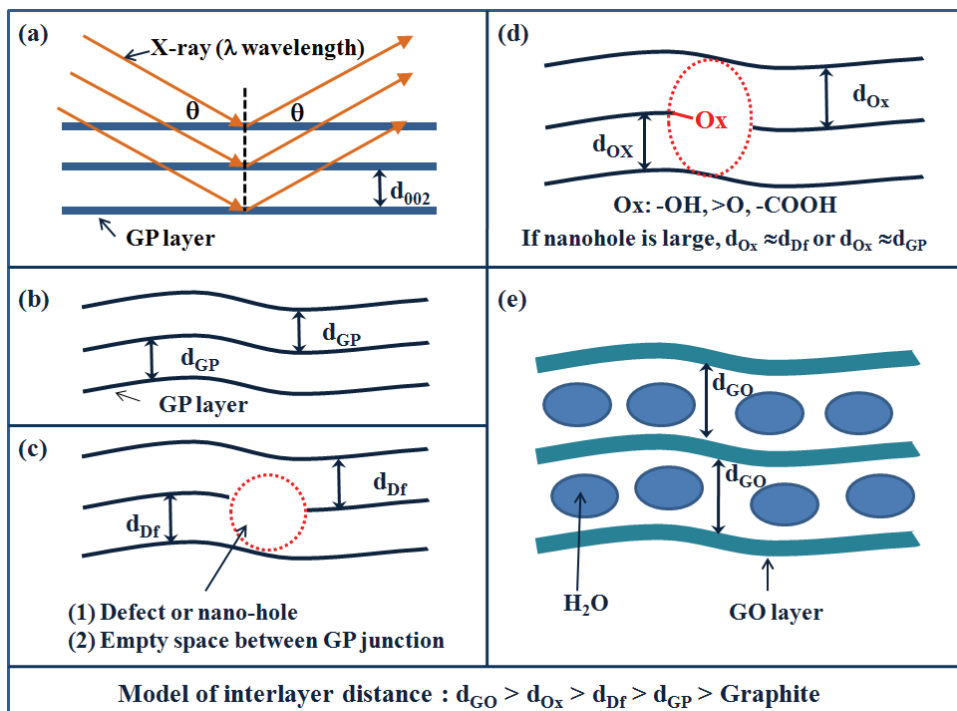 (a)
X-ray (λ wavelength)
θ θ
d002
GP layer
(b)
dGP
dGP
GP layer
(c)
dDf
dDf
(1) Defect or nano-hole
(2) Empty space between GP junction
(d)
Ox
dOx
dOX
Ox: -OH, >O, -COOH
If nanohole is large, dOx ≈dDf or dOx ≈dGP
(e)
dGO
dGO
H2O
GO layer
Model of interlayer distance : dGO > dOx > dDf > dGP > Graphite